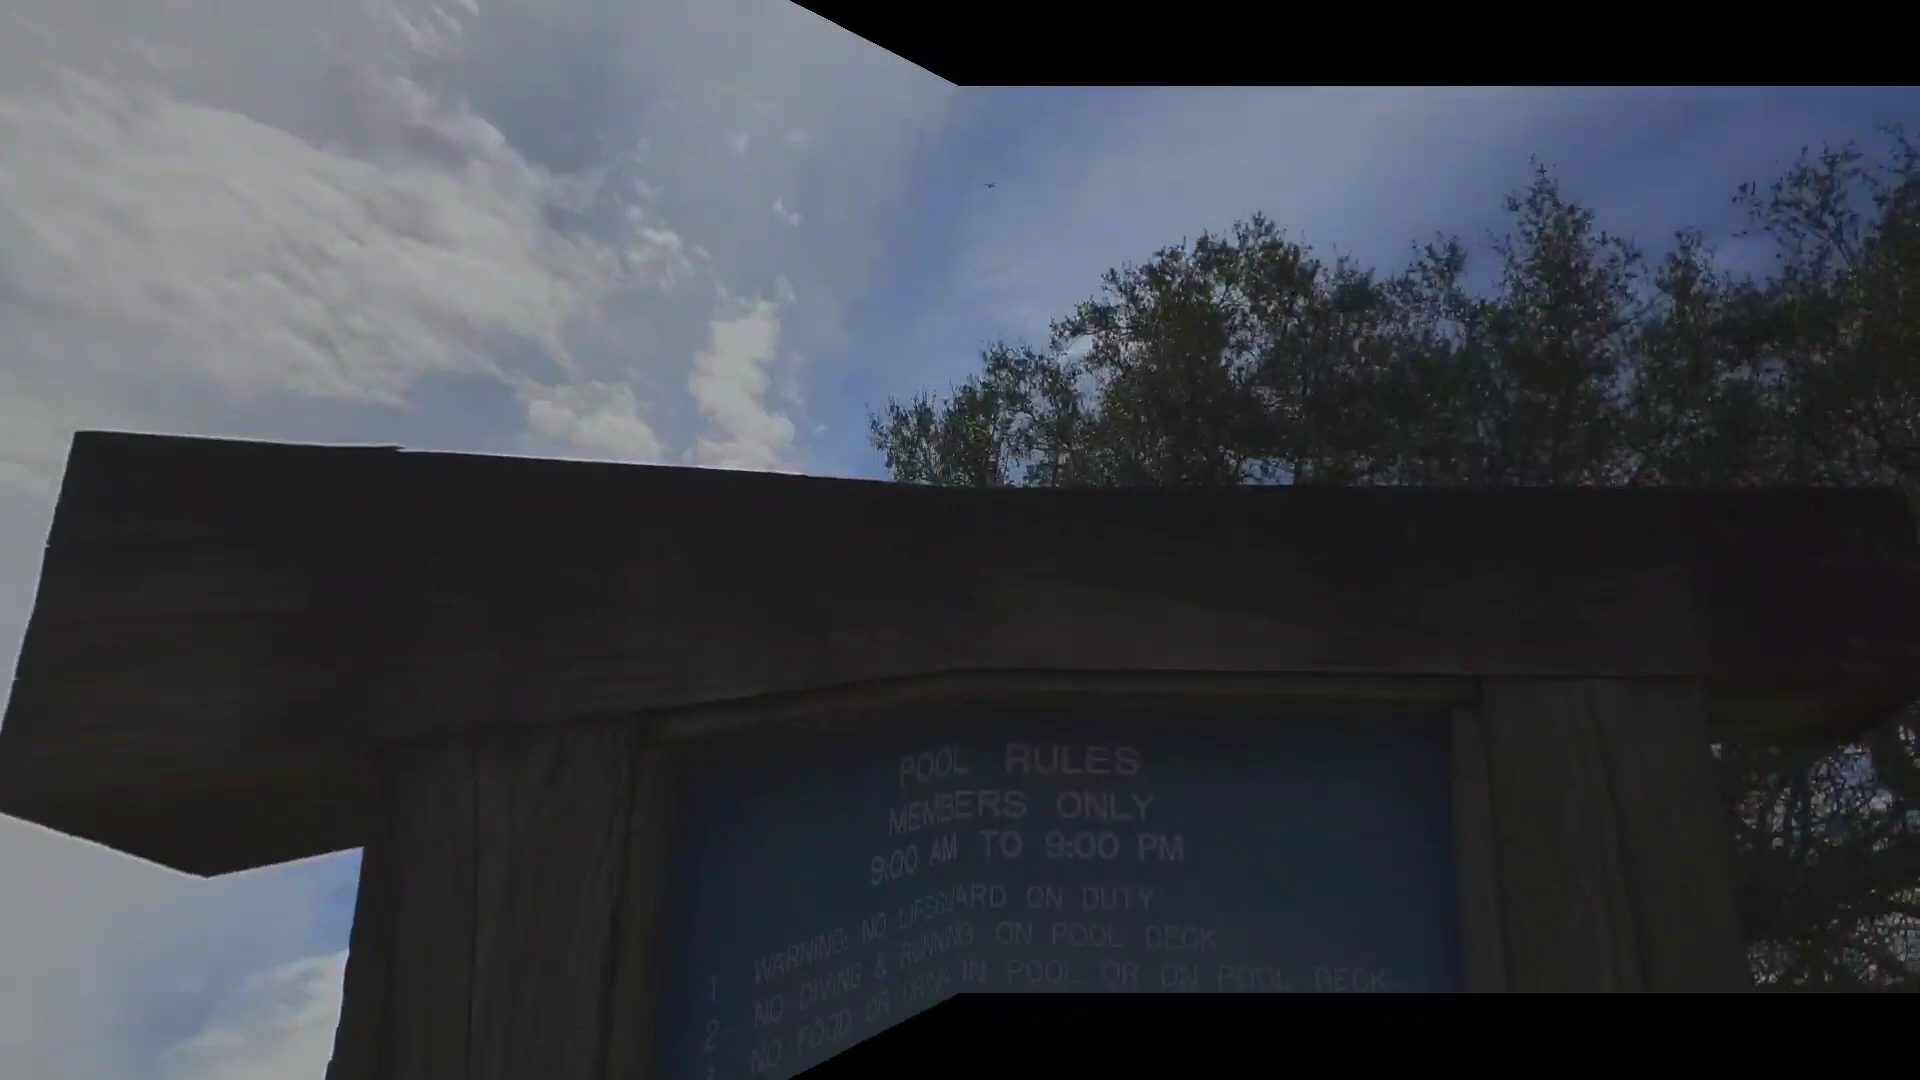 POOL RULES
MEMBERS ONLY
9:00 AM TO 9:00 PM
1 WARNING: NO LIFEGUARD ON DUTY
2 NO DIVING & RUNNING ON POOL DECK
NO FOOD OR DRINK IN POOL OR ON POOL DECK